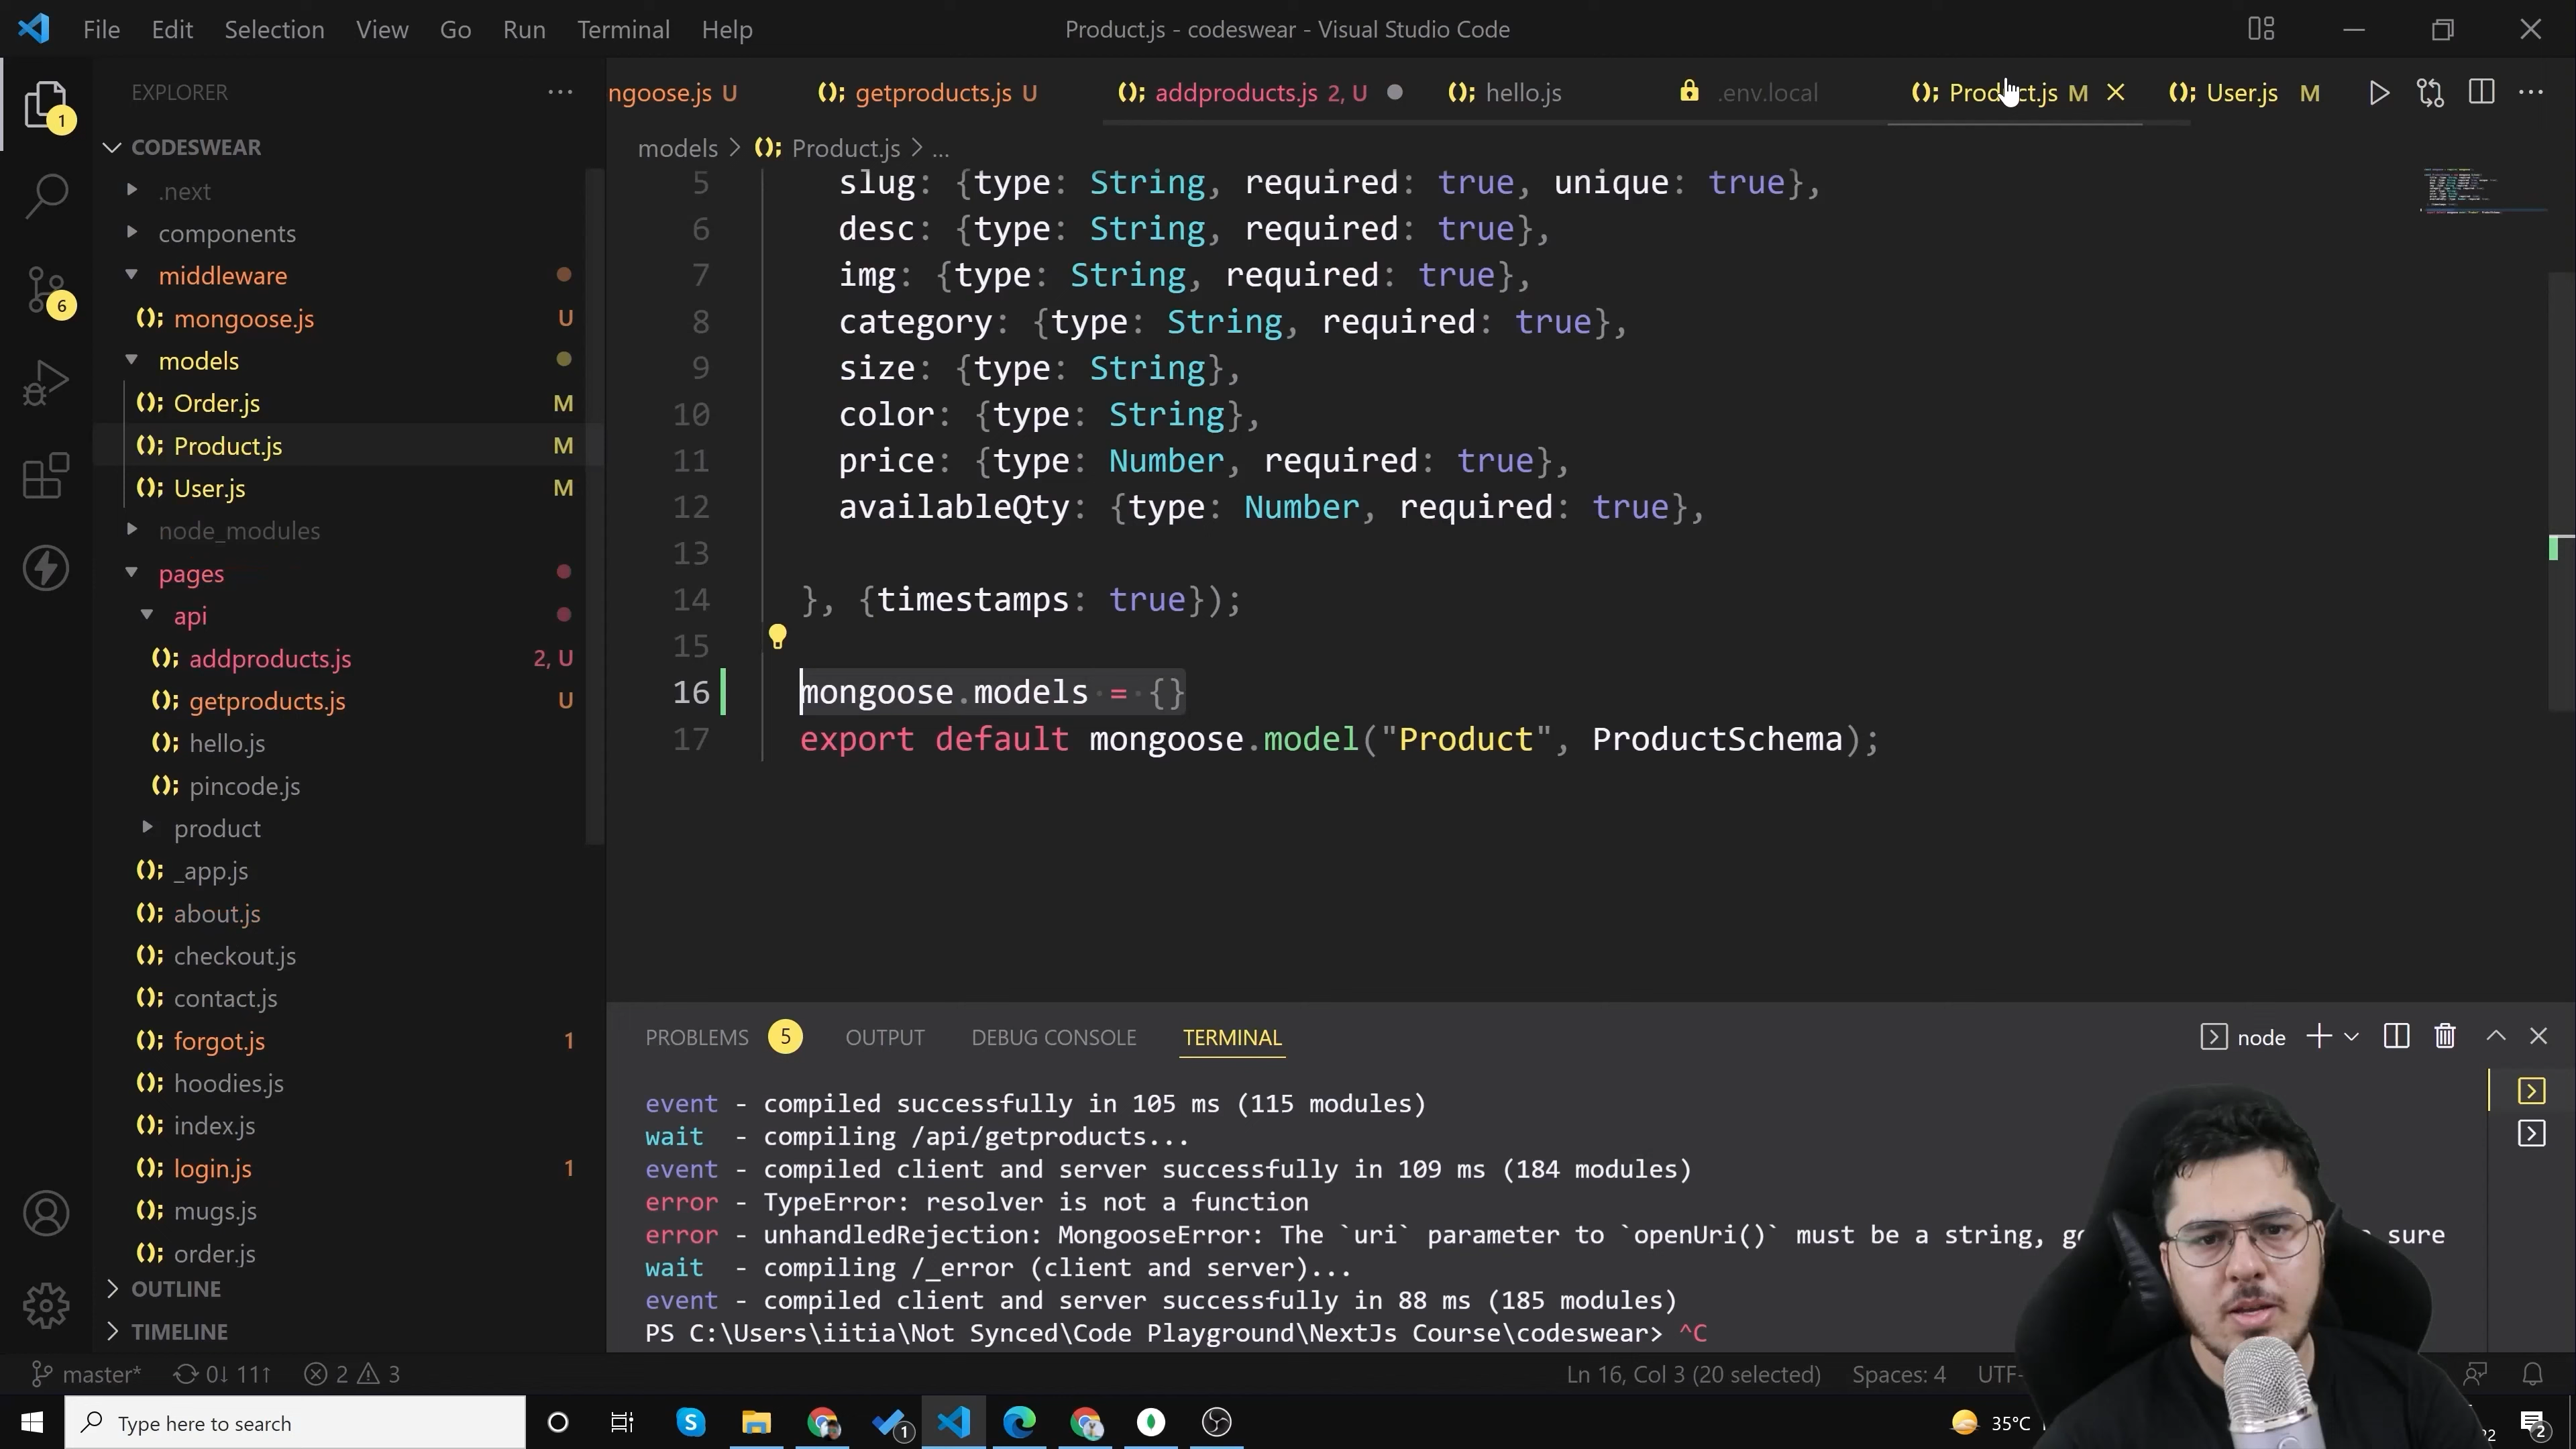 File Edit Selection View Go Run Terminal Help
Product.js - codeswear - Visual Studio Code
1
6
EXPLORER
CODESWEAR
.next
components
middleware
mongoose.js U
models
Order.js M
Product.js M
User.js M
node_modules
pages
api
addproducts.js 2, U
getproducts.js U
hello.js
pincode.js
product
_app.js
about.js
checkout.js
contact.js
forgot.js 1
hoodies.js
index.js
login.js 1
mugs.js
order.js
OUTLINE
TIMELINE
ngoose.js U
getproducts.js U
addproducts.js 2, U
hello.js
.env.local
Product.js M
User.js M
models > Product.js > ...
5 slug: {type: String, required: true, unique: true},
6 desc: {type: String, required: true},
7 img: {type: String, required: true},
8 category: {type: String, required: true},
9 size: {type: String},
10 color: {type: String},
11 price: {type: Number, required: true},
12 availableQty: {type: Number, required: true},
13
14 }, {timestamps: true});
15
16 mongoose.models = {}
17 export default mongoose.model("Product", ProductSchema);
PROBLEMS 5 OUTPUT DEBUG CONSOLE TERMINAL
node
event - compiled successfully in 105 ms (115 modules)
wait - compiling /api/getproducts...
event - compiled client and server successfully in 109 ms (184 modules)
error - TypeError: resolver is not a function
error - unhandledRejection: MongooseError: The `uri` parameter to `openUri()` must be a string, sure
wait - compiling /_error (client and server)...
event - compiled client and server successfully in 88 ms (185 modules)
PS C:\Users\iitia\Not Synced\Code Playground\NextJs Course\codeswear> ^C
master* 0↓ 11↑ 2 3
Ln 16, Col 3 (20 selected) Spaces: 4 UTF-
Type here to search
1
35°C
2